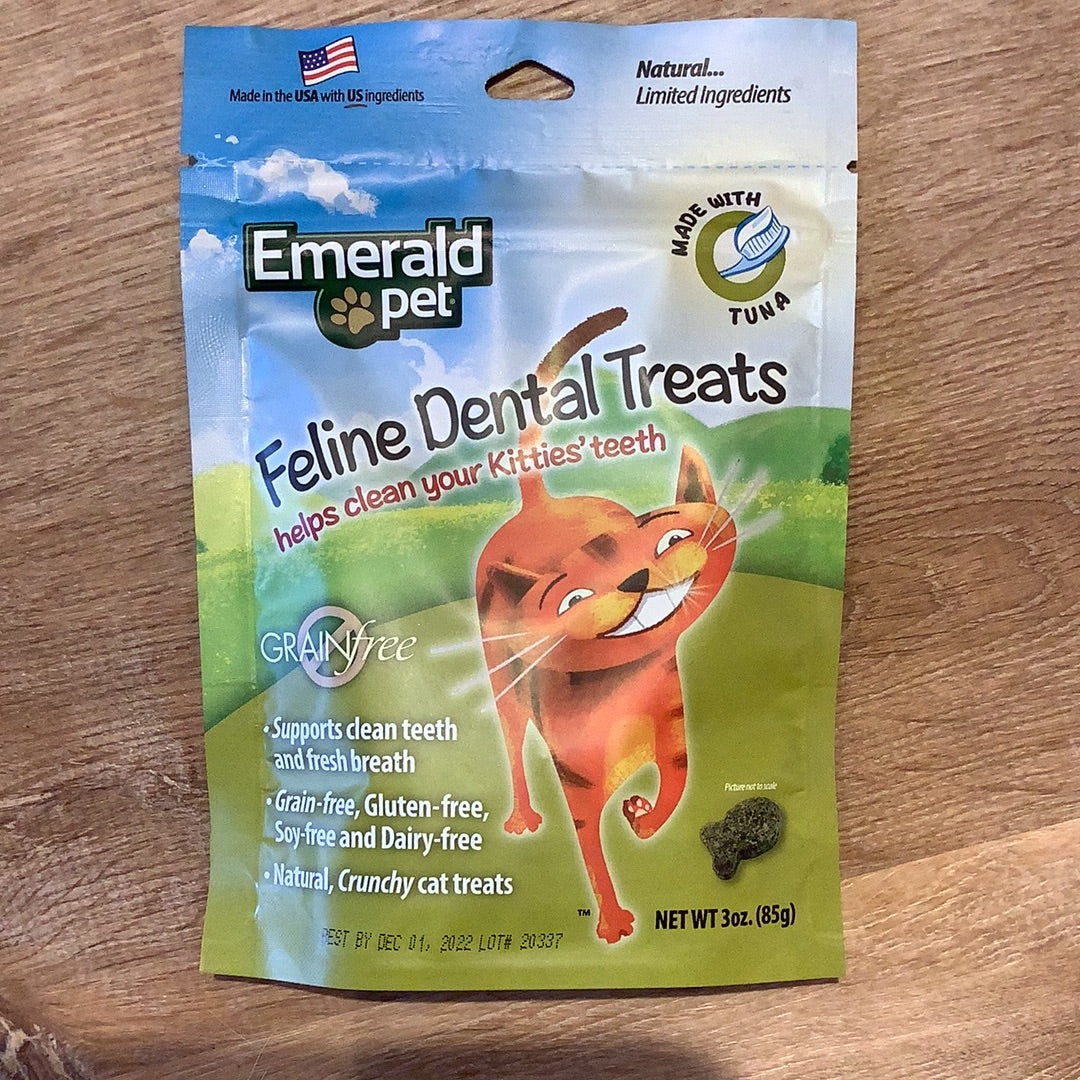 Made in the USA with US ingredients
Natural...
Limited Ingredients
Emerald
pet
MADE WITH
TUNA
Feline Dental Treats
helps clean your Kitties' teeth
GRAINfree
• Supports clean teeth
and fresh breath
• Grain-free, Gluten-free,
Soy-free and Dairy-free
• Natural, Crunchy cat treats
Picture not to scale
TM
NET WT 3oz. (85g)
BEST BY DEC 01, 2022 LOT# 20337